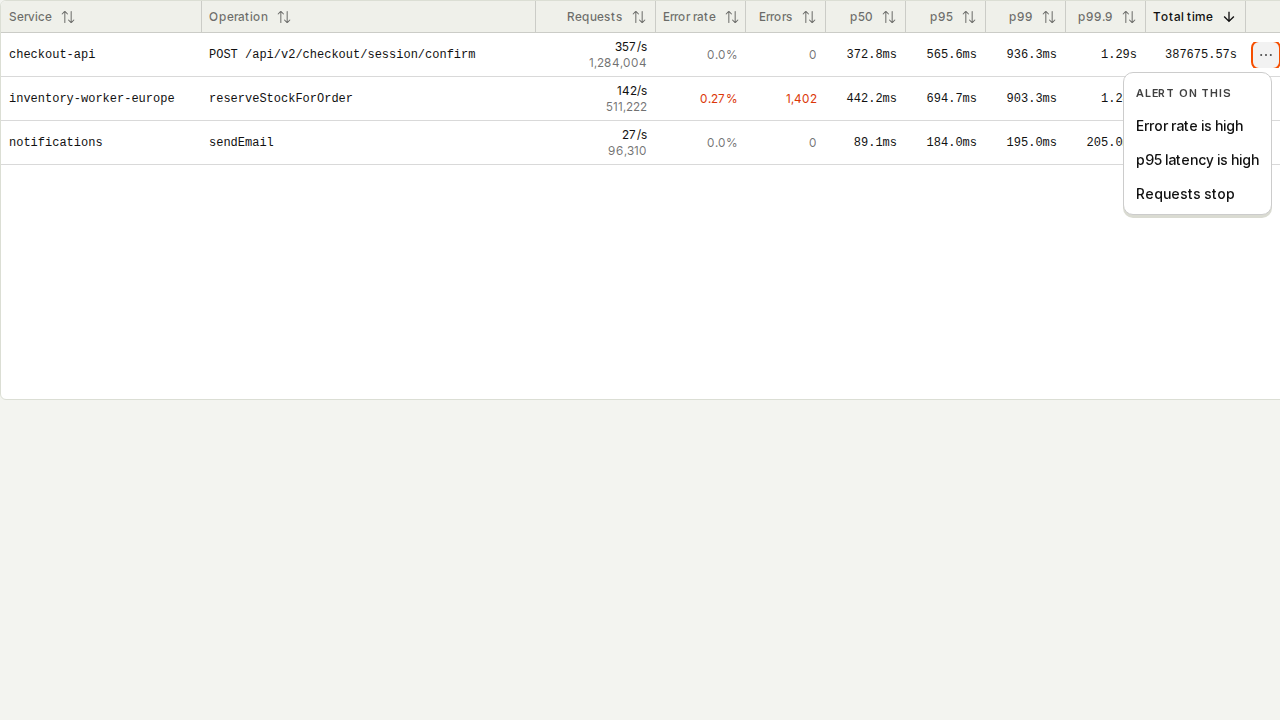 Service Operation Requests Error rate Errors p50 p95 p99 p99.9 Total time
checkout-api POST /api/v2/checkout/session/confirm 357/s 0.0% 0 372.8ms 565.6ms 936.3ms 1.29s 387675.57s
1,284,004
ALERT ON THIS
inventory-worker-europe reserveStockForOrder 142/s 0.27% 1,402 442.2ms 694.7ms 903.3ms
511,222
Error rate is high
notifications sendEmail 27/s 0.0% 0 89.1ms 184.0ms 195.0ms
96,310
p95 latency is high
Requests stop